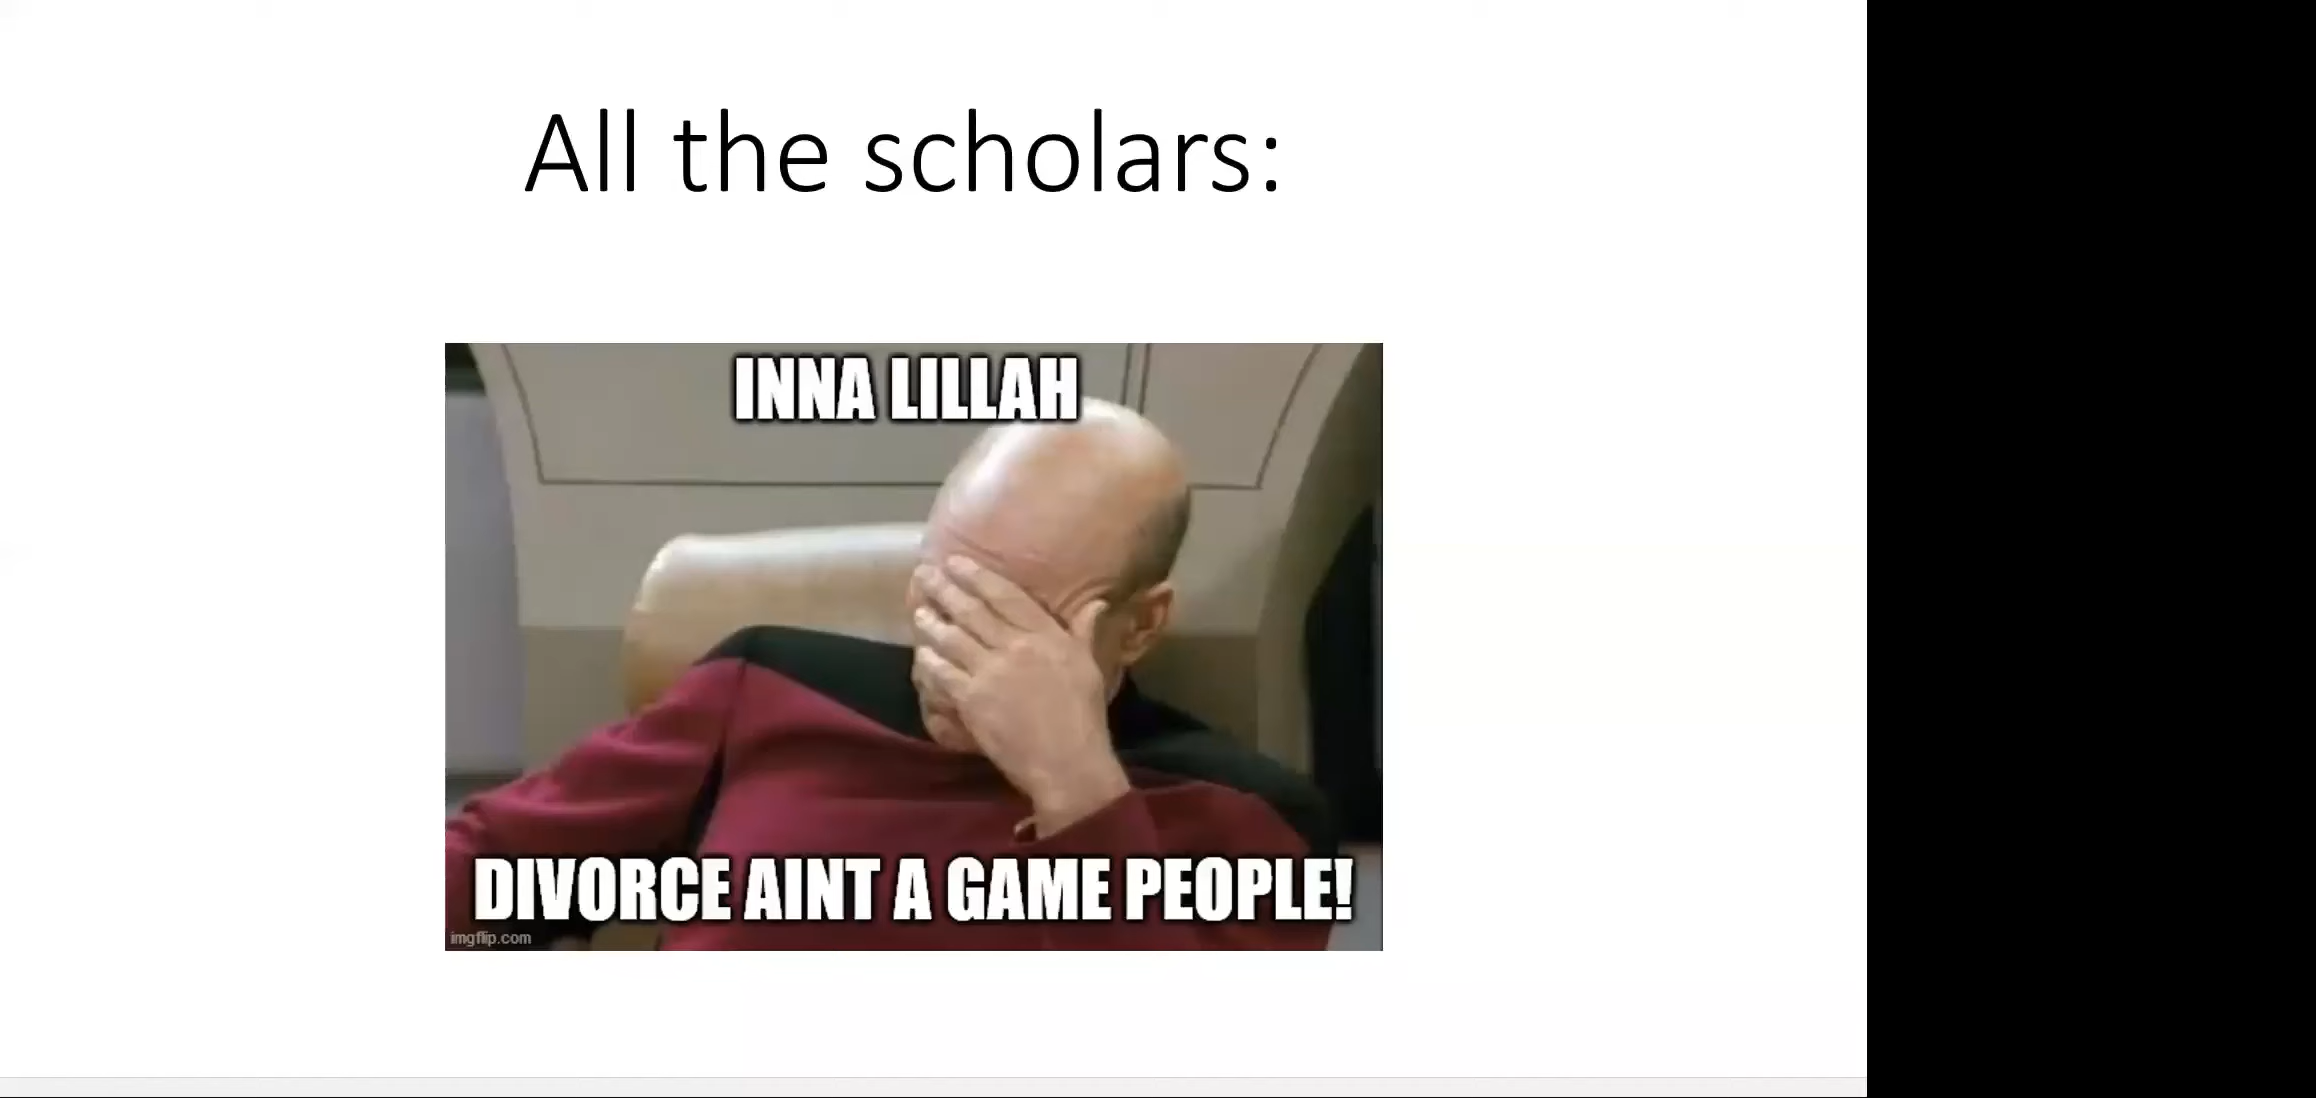 All the scholars:
INNA LILLAH
DIVORCE AINT A GAME PEOPLE!
imgflip.com